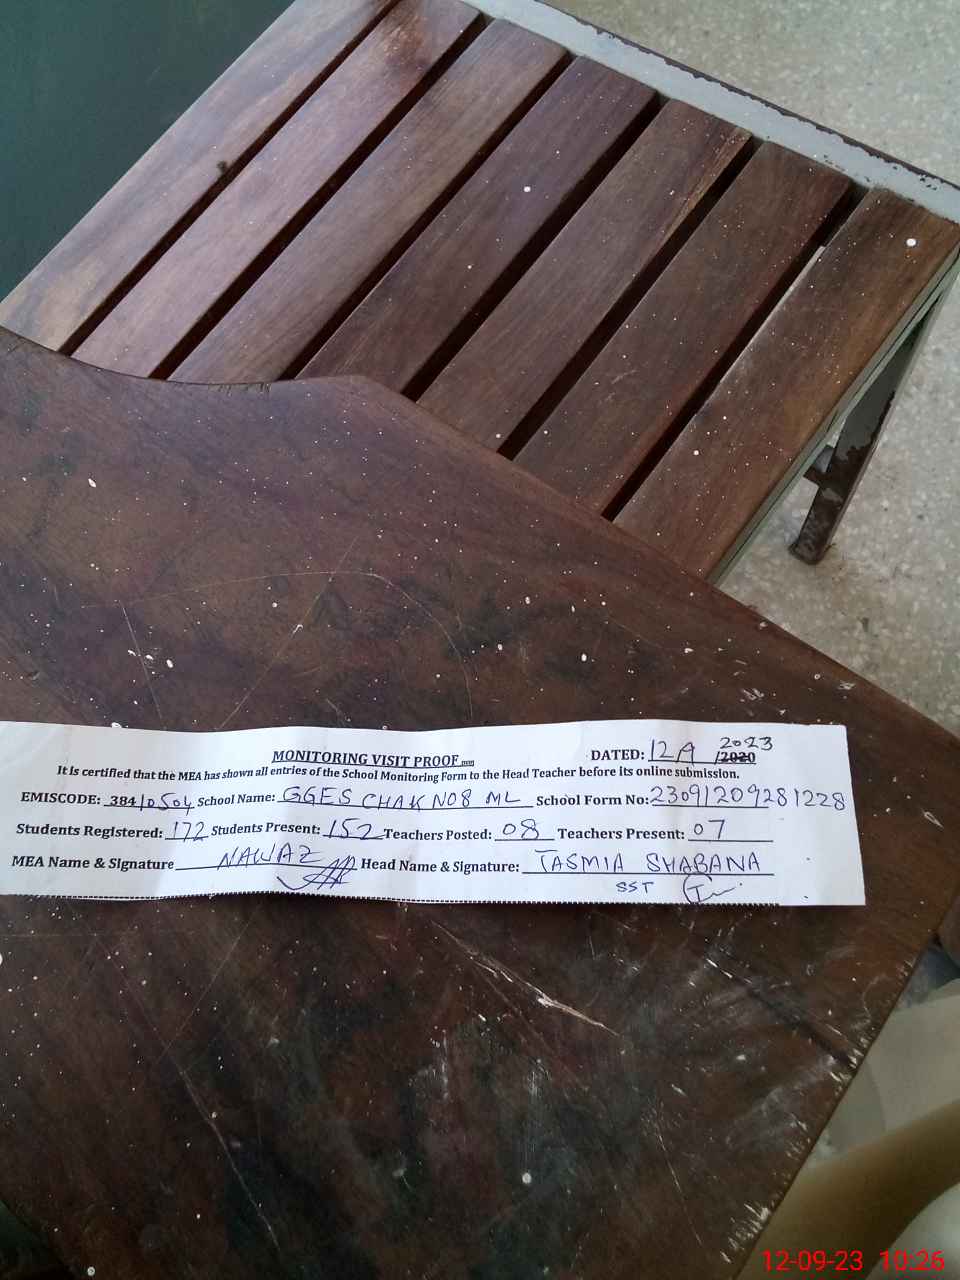 MONITORING VISIT PROOF
DATED: 12/9 /2020 2023
It is certified that the MEA has shown all entries of the School Monitoring Form to the Head Teacher before its online submission.
EMISCODE: 38410504 School Name: GGES CHAK NO8 ML School Form No: 23091209281228
Students Registered: 172 Students Present: 152 Teachers Posted: 08 Teachers Present: 07
MEA Name & Signature NAWAZ Head Name & Signature: TASMIA SHABANA
SST
12-09-23 10:26